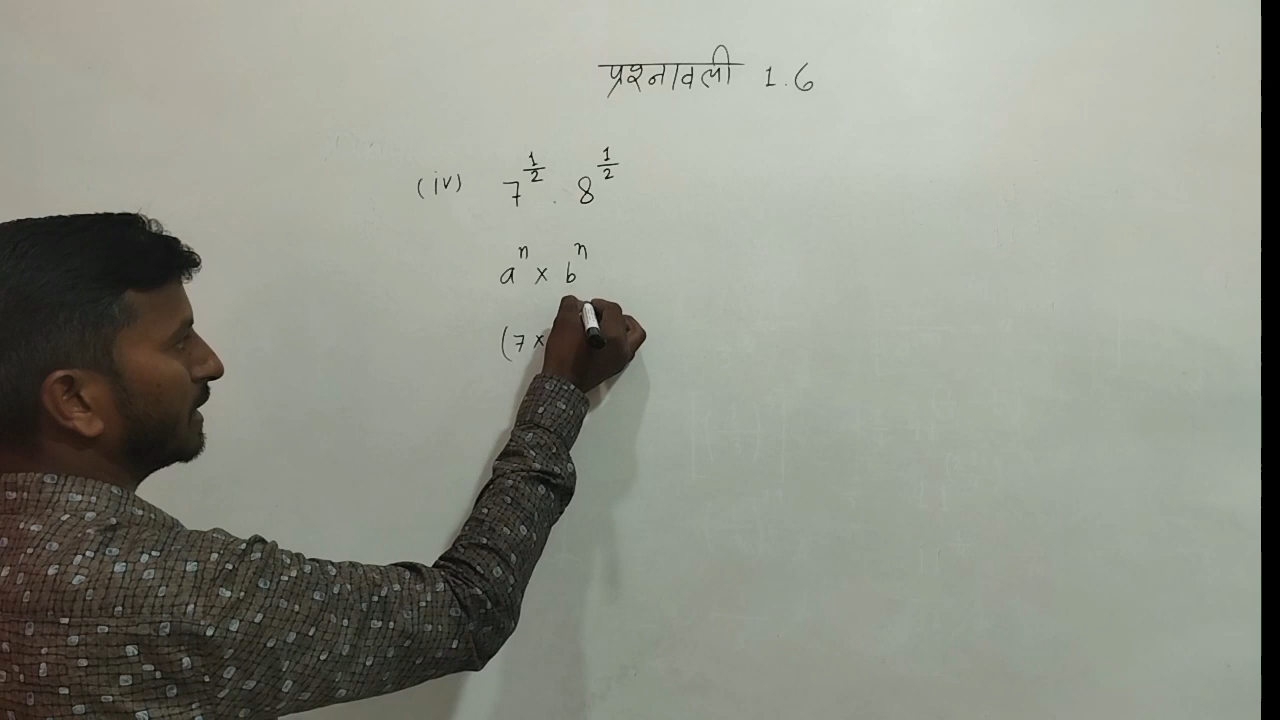 प्रश्नावली 1.6
(iv) 7^{1/2} . 8^{1/2}
a^n × b^n
(7 ×